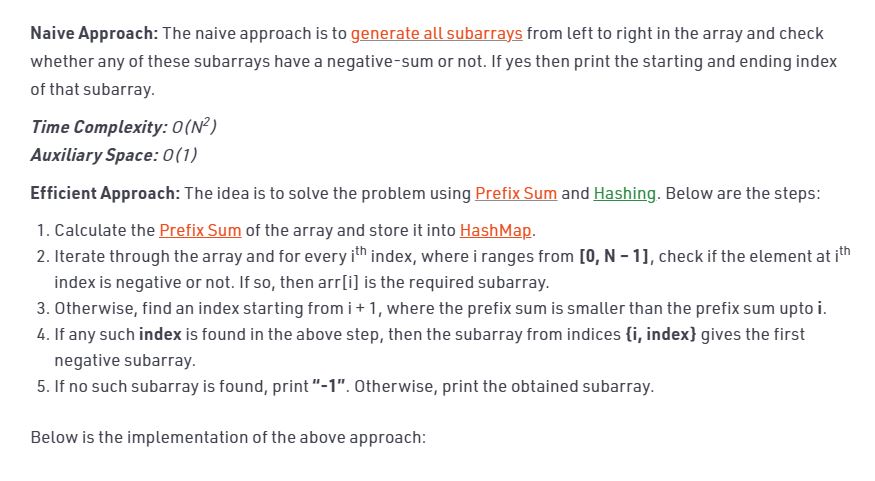 Naive Approach: The naive approach is to generate all subarrays from left to right in the array and check
whether any of these subarrays have a negative-sum or not. If yes then print the starting and ending index
of that subarray.
Time Complexity: O(N²)
Auxiliary Space: O(1)
Efficient Approach: The idea is to solve the problem using Prefix Sum and Hashing. Below are the steps:
1. Calculate the Prefix Sum of the array and store it into HashMap.
2. Iterate through the array and for every iᵗʰ index, where i ranges from [0, N – 1], check if the element at iᵗʰ
index is negative or not. If so, then arr[i] is the required subarray.
3. Otherwise, find an index starting from i + 1, where the prefix sum is smaller than the prefix sum upto i.
4. If any such index is found in the above step, then the subarray from indices {i, index} gives the first
negative subarray.
5. If no such subarray is found, print “-1”. Otherwise, print the obtained subarray.
Below is the implementation of the above approach: